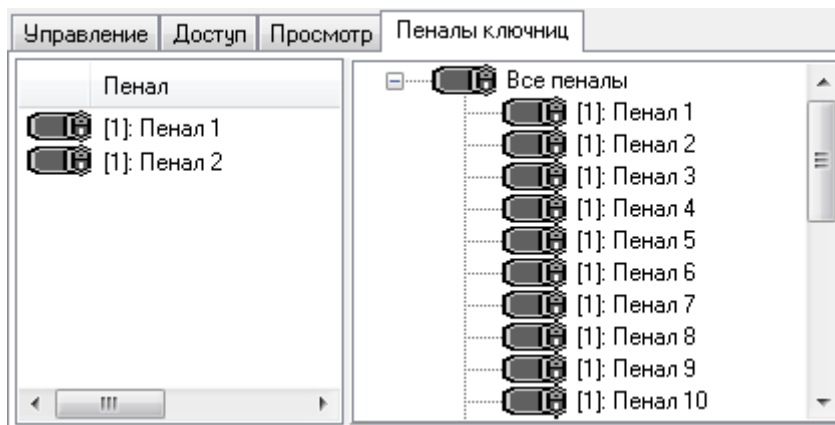 Управление Доступ Просмотр Пеналы ключниц
Пенал
[1]: Пенал 1
[1]: Пенал 2
Все пеналы
[1]: Пенал 1
[1]: Пенал 2
[1]: Пенал 3
[1]: Пенал 4
[1]: Пенал 5
[1]: Пенал 6
[1]: Пенал 7
[1]: Пенал 8
[1]: Пенал 9
[1]: Пенал 10